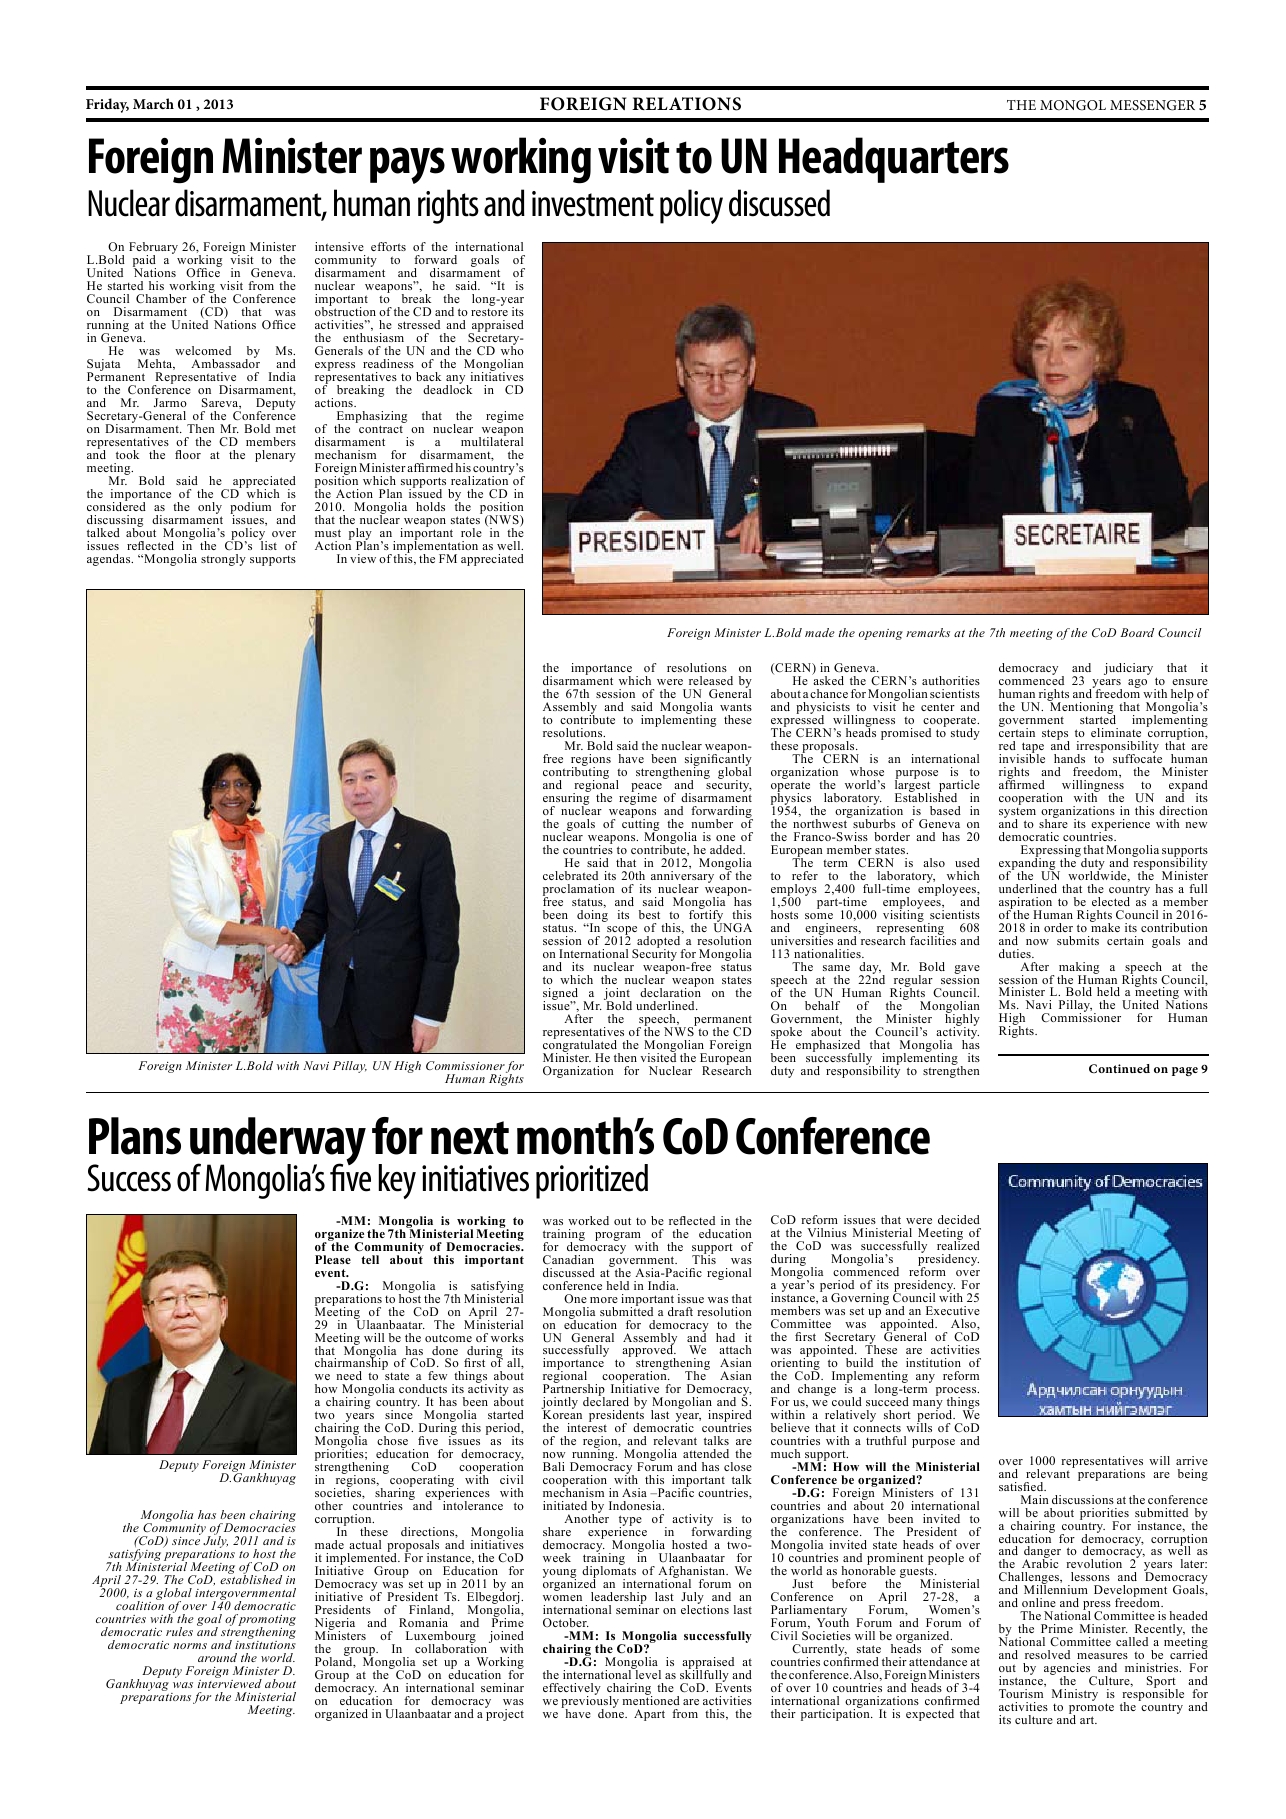 Friday, March 01 , 2013
FOREIGN RELATIONS
THE MONGOL MESSENGER 5
Foreign Minister pays working visit to UN Headquarters
Nuclear disarmament, human rights and investment policy discussed
On February 26, Foreign Minister
L.Bold paid a working visit to the
United Nations Office in Geneva.
He started his working visit from the
Council Chamber of the Conference
on Disarmament (CD) that was
running at the United Nations Office
in Geneva.
He was welcomed by Ms.
Sujata Mehta, Ambassador and
Permanent Representative of India
to the Conference on Disarmament,
and Mr. Jarmo Sareva, Deputy
Secretary-General of the Conference
on Disarmament. Then Mr. Bold met
representatives of the CD members
and took the floor at the plenary
meeting.
Mr. Bold said he appreciated
the importance of the CD which is
considered as the only podium for
discussing disarmament issues, and
talked about Mongolia's policy over
issues reflected in the CD's list of
agendas. “Mongolia strongly supports
intensive efforts of the international
community to forward goals of
disarmament and disarmament of
nuclear weapons”, he said. “It is
important to break the long-year
obstruction of the CD and to restore its
activities”, he stressed and appraised
the enthusiasm of the Secretary-
Generals of the UN and the CD who
express readiness of the Mongolian
representatives to back any initiatives
of breaking the deadlock in CD
actions.
Emphasizing that the regime
of the contract on nuclear weapon
disarmament is a multilateral
mechanism for disarmament, the
Foreign Minister affirmed his country's
position which supports realization of
the Action Plan issued by the CD in
2010. Mongolia holds the position
that the nuclear weapon states (NWS)
must play an important role in the
Action Plan's implementation as well.
In view of this, the FM appreciated
PRESIDENT
SECRETAIRE
Foreign Minister L.Bold made the opening remarks at the 7th meeting of the CoD Board Council
Foreign Minister L.Bold with Navi Pillay, UN High Commissioner for
Human Rights
the importance of resolutions on
disarmament which were released by
the 67th session of the UN General
Assembly and said Mongolia wants
to contribute to implementing these
resolutions.
Mr. Bold said the nuclear weapon-
free regions have been significantly
contributing to strengthening global
and regional peace and security,
ensuring the regime of disarmament
of nuclear weapons and forwarding
the goals of cutting the number of
nuclear weapons. Mongolia is one of
the countries to contribute, he added.
He said that in 2012, Mongolia
celebrated its 20th anniversary of the
proclamation of its nuclear weapon-
free status, and said Mongolia has
been doing its best to fortify this
status. “In scope of this, the UNGA
session of 2012 adopted a resolution
on International Security for Mongolia
and its nuclear weapon-free status
to which the nuclear weapon states
signed a joint declaration on the
issue”, Mr. Bold underlined.
After the speech, permanent
representatives of the NWS to the CD
congratulated the Mongolian Foreign
Minister. He then visited the European
Organization for Nuclear Research
(CERN) in Geneva.
He asked the CERN's authorities
about a chance for Mongolian scientists
and physicists to visit he center and
expressed willingness to cooperate.
The CERN's heads promised to study
these proposals.
The CERN is an international
organization whose purpose is to
operate the world's largest particle
physics laboratory. Established in
1954, the organization is based in
the northwest suburbs of Geneva on
the Franco-Swiss border and has 20
European member states.
The term CERN is also used
to refer to the laboratory, which
employs 2,400 full-time employees,
1,500 part-time employees, and
hosts some 10,000 visiting scientists
and engineers, representing 608
universities and research facilities and
113 nationalities.
The same day, Mr. Bold gave
speech at the 22nd regular session
of the UN Human Rights Council.
On behalf of the Mongolian
Government, the Minister highly
spoke about the Council's activity.
He emphasized that Mongolia has
been successfully implementing its
duty and responsibility to strengthen
democracy and judiciary that it
commenced 23 years ago to ensure
human rights and freedom with help of
the UN. Mentioning that Mongolia's
government started implementing
certain steps to eliminate corruption,
red tape and irresponsibility that are
invisible hands to suffocate human
rights and freedom, the Minister
affirmed willingness to expand
cooperation with the UN and its
system organizations in this direction
and to share its experience with new
democratic countries.
Expressing that Mongolia supports
expanding the duty and responsibility
of the UN worldwide, the Minister
underlined that the country has a full
aspiration to be elected as a member
of the Human Rights Council in 2016-
2018 in order to make its contribution
and now submits certain goals and
duties.
After making a speech at the
session of the Human Rights Council,
Minister L. Bold held a meeting with
Ms. Navi Pillay, the United Nations
High Commissioner for Human
Rights.
Continued on page 9
Plans underway for next month's CoD Conference
Success of Mongolia's five key initiatives prioritized
Deputy Foreign Minister
D.Gankhuyag
Mongolia has been chairing
the Community of Democracies
(CoD) since July, 2011 and is
satisfying preparations to host the
7th Ministerial Meeting of CoD on
April 27-29. The CoD, established in
2000, is a global intergovernmental
coalition of over 140 democratic
countries with the goal of promoting
democratic rules and strengthening
democratic norms and institutions
around the world.
Deputy Foreign Minister D.
Gankhuyag was interviewed about
preparations for the Ministerial
Meeting.
-MM: Mongolia is working to
organize the 7th Ministerial Meeting
of the Community of Democracies.
Please tell about this important
event.
-D.G: Mongolia is satisfying
preparations to host the 7th Ministerial
Meeting of the CoD on April 27-
29 in Ulaanbaatar. The Ministerial
Meeting will be the outcome of works
that Mongolia has done during its
chairmanship of CoD. So first of all,
we need to state a few things about
how Mongolia conducts its activity as
a chairing country. It has been about
two years since Mongolia started
chairing the CoD. During this period,
Mongolia chose five issues as its
priorities; education for democracy,
strengthening CoD cooperation
in regions, cooperating with civil
societies, sharing experiences with
other countries and intolerance to
corruption.
In these directions, Mongolia
made actual proposals and initiatives
it implemented. For instance, the CoD
Initiative Group on Education for
Democracy was set up in 2011 by an
initiative of President Ts. Elbegdorj.
Presidents of Finland, Mongolia,
Nigeria and Romania and Prime
Ministers of Luxembourg joined
the group. In collaboration with
Poland, Mongolia set up a Working
Group at the CoD on education for
democracy. An international seminar
on education for democracy was
organized in Ulaanbaatar and a project
was worked out to be reflected in the
training program of the education
for democracy with the support of
Canadian government. This was
discussed at the Asia-Pacific regional
conference held in India.
One more important issue was that
Mongolia submitted a draft resolution
on education for democracy to the
UN General Assembly and had it
successfully approved. We attach
importance to strengthening Asian
regional cooperation. The Asian
Partnership Initiative for Democracy,
jointly declared by Mongolian and S.
Korean presidents last year, inspired
the interest of democratic countries
of the region, and relevant talks are
now running. Mongolia attended the
Bali Democracy Forum and has close
cooperation with this important talk
mechanism in Asia –Pacific countries,
initiated by Indonesia.
Another type of activity is to
share experience in forwarding
democracy. Mongolia hosted a two-
week training in Ulaanbaatar for
young diplomats of Afghanistan. We
organized an international forum on
women leadership last July and an
international seminar on elections last
October.
-MM: Is Mongolia successfully
chairing the CoD?
-D.G: Mongolia is appraised at
the international level as skillfully and
effectively chairing the CoD. Events
we previously mentioned are activities
we have done. Apart from this, the
CoD reform issues that were decided
at the Vilnius Ministerial Meeting of
the CoD was successfully realized
during Mongolia's presidency.
Mongolia commenced reform over
a year's period of its presidency. For
instance, a Governing Council with 25
members was set up and an Executive
Committee was appointed. Also,
the first Secretary General of CoD
was appointed. These are activities
orienting to build the institution of
the CoD. Implementing any reform
and change is a long-term process.
For us, we could succeed many things
within a relatively short period. We
believe that it connects wills of CoD
countries with a truthful purpose and
much support.
-MM: How will the Ministerial
Conference be organized?
-D.G: Foreign Ministers of 131
countries and about 20 international
organizations have been invited to
the conference. The President of
Mongolia invited state heads of over
10 countries and prominent people of
the world as honorable guests.
Just before the Ministerial
Conference on April 27-28, a
Parliamentary Forum, Women's
Forum, Youth Forum and Forum of
Civil Societies will be organized.
Currently, state heads of some
countries confirmed their attendance at
the conference. Also, Foreign Ministers
of over 10 countries and heads of 3-4
international organizations confirmed
their participation. It is expected that
Community of Democracies
Ардчилсан орнуудын
хамтын нийгэмлэг
over 1000 representatives will arrive
and relevant preparations are being
satisfied.
Main discussions at the conference
will be about priorities submitted by
a chairing country. For instance, the
education for democracy, corruption
and danger to democracy, as well as
the Arabic revolution 2 years later:
Challenges, lessons and Democracy
and Millennium Development Goals,
and online and press freedom.
The National Committee is headed
by the Prime Minister. Recently, the
National Committee called a meeting
and resolved measures to be carried
out by agencies and ministries. For
instance, the Culture, Sport and
Tourism Ministry is responsible for
activities to promote the country and
its culture and art.